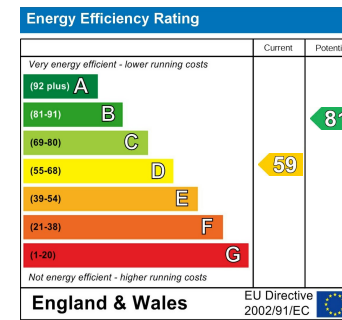 Energy Efficiency Rating
Current Potenti
Very energy efficient - lower running costs
(92 plus) A
(81-91) B
81
(69-80) C
(55-68) D
59
(39-54) E
(21-38) F
(1-20) G
Not energy efficient - higher running costs
England & Wales
EU Directive
2002/91/EC